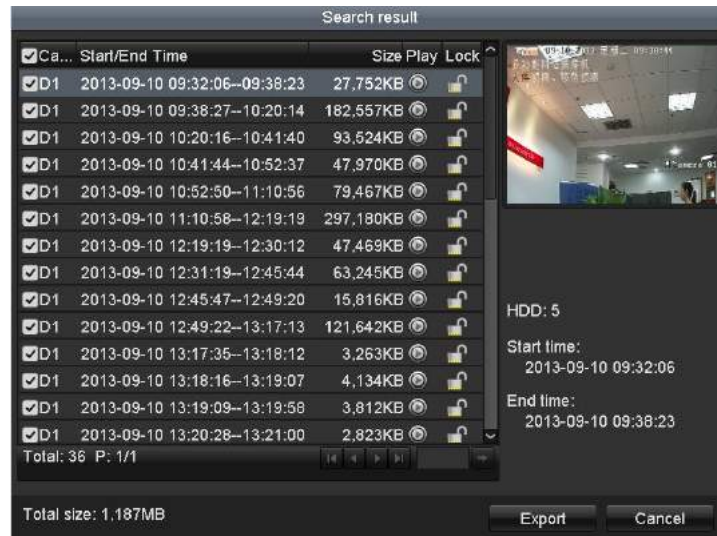 Search result
Ca... Start/End Time Size Play Lock
D1 2013-09-10 09:32:06--09:38:23 27,752KB
D1 2013-09-10 09:38:27--10:20:14 182,557KB
D1 2013-09-10 10:20:16--10:41:40 93,524KB
D1 2013-09-10 10:41:44--10:52:37 47,970KB
D1 2013-09-10 10:52:50--11:10:56 79,467KB
D1 2013-09-10 11:10:58--12:19:19 297,180KB
D1 2013-09-10 12:19:19--12:30:12 47,469KB
D1 2013-09-10 12:31:19--12:45:44 63,245KB
D1 2013-09-10 12:45:47--12:49:20 15,816KB
D1 2013-09-10 12:49:22--13:17:13 121,642KB
D1 2013-09-10 13:17:35--13:18:12 3,263KB
D1 2013-09-10 13:18:16--13:19:07 4,134KB
D1 2013-09-10 13:19:09--13:19:58 3,812KB
D1 2013-09-10 13:20:28--13:21:00 2,823KB
Total: 36 P: 1/1
HDD: 5
Start time:
2013-09-10 09:32:06
End time:
2013-09-10 09:38:23
Total size: 1,187MB
Export Cancel